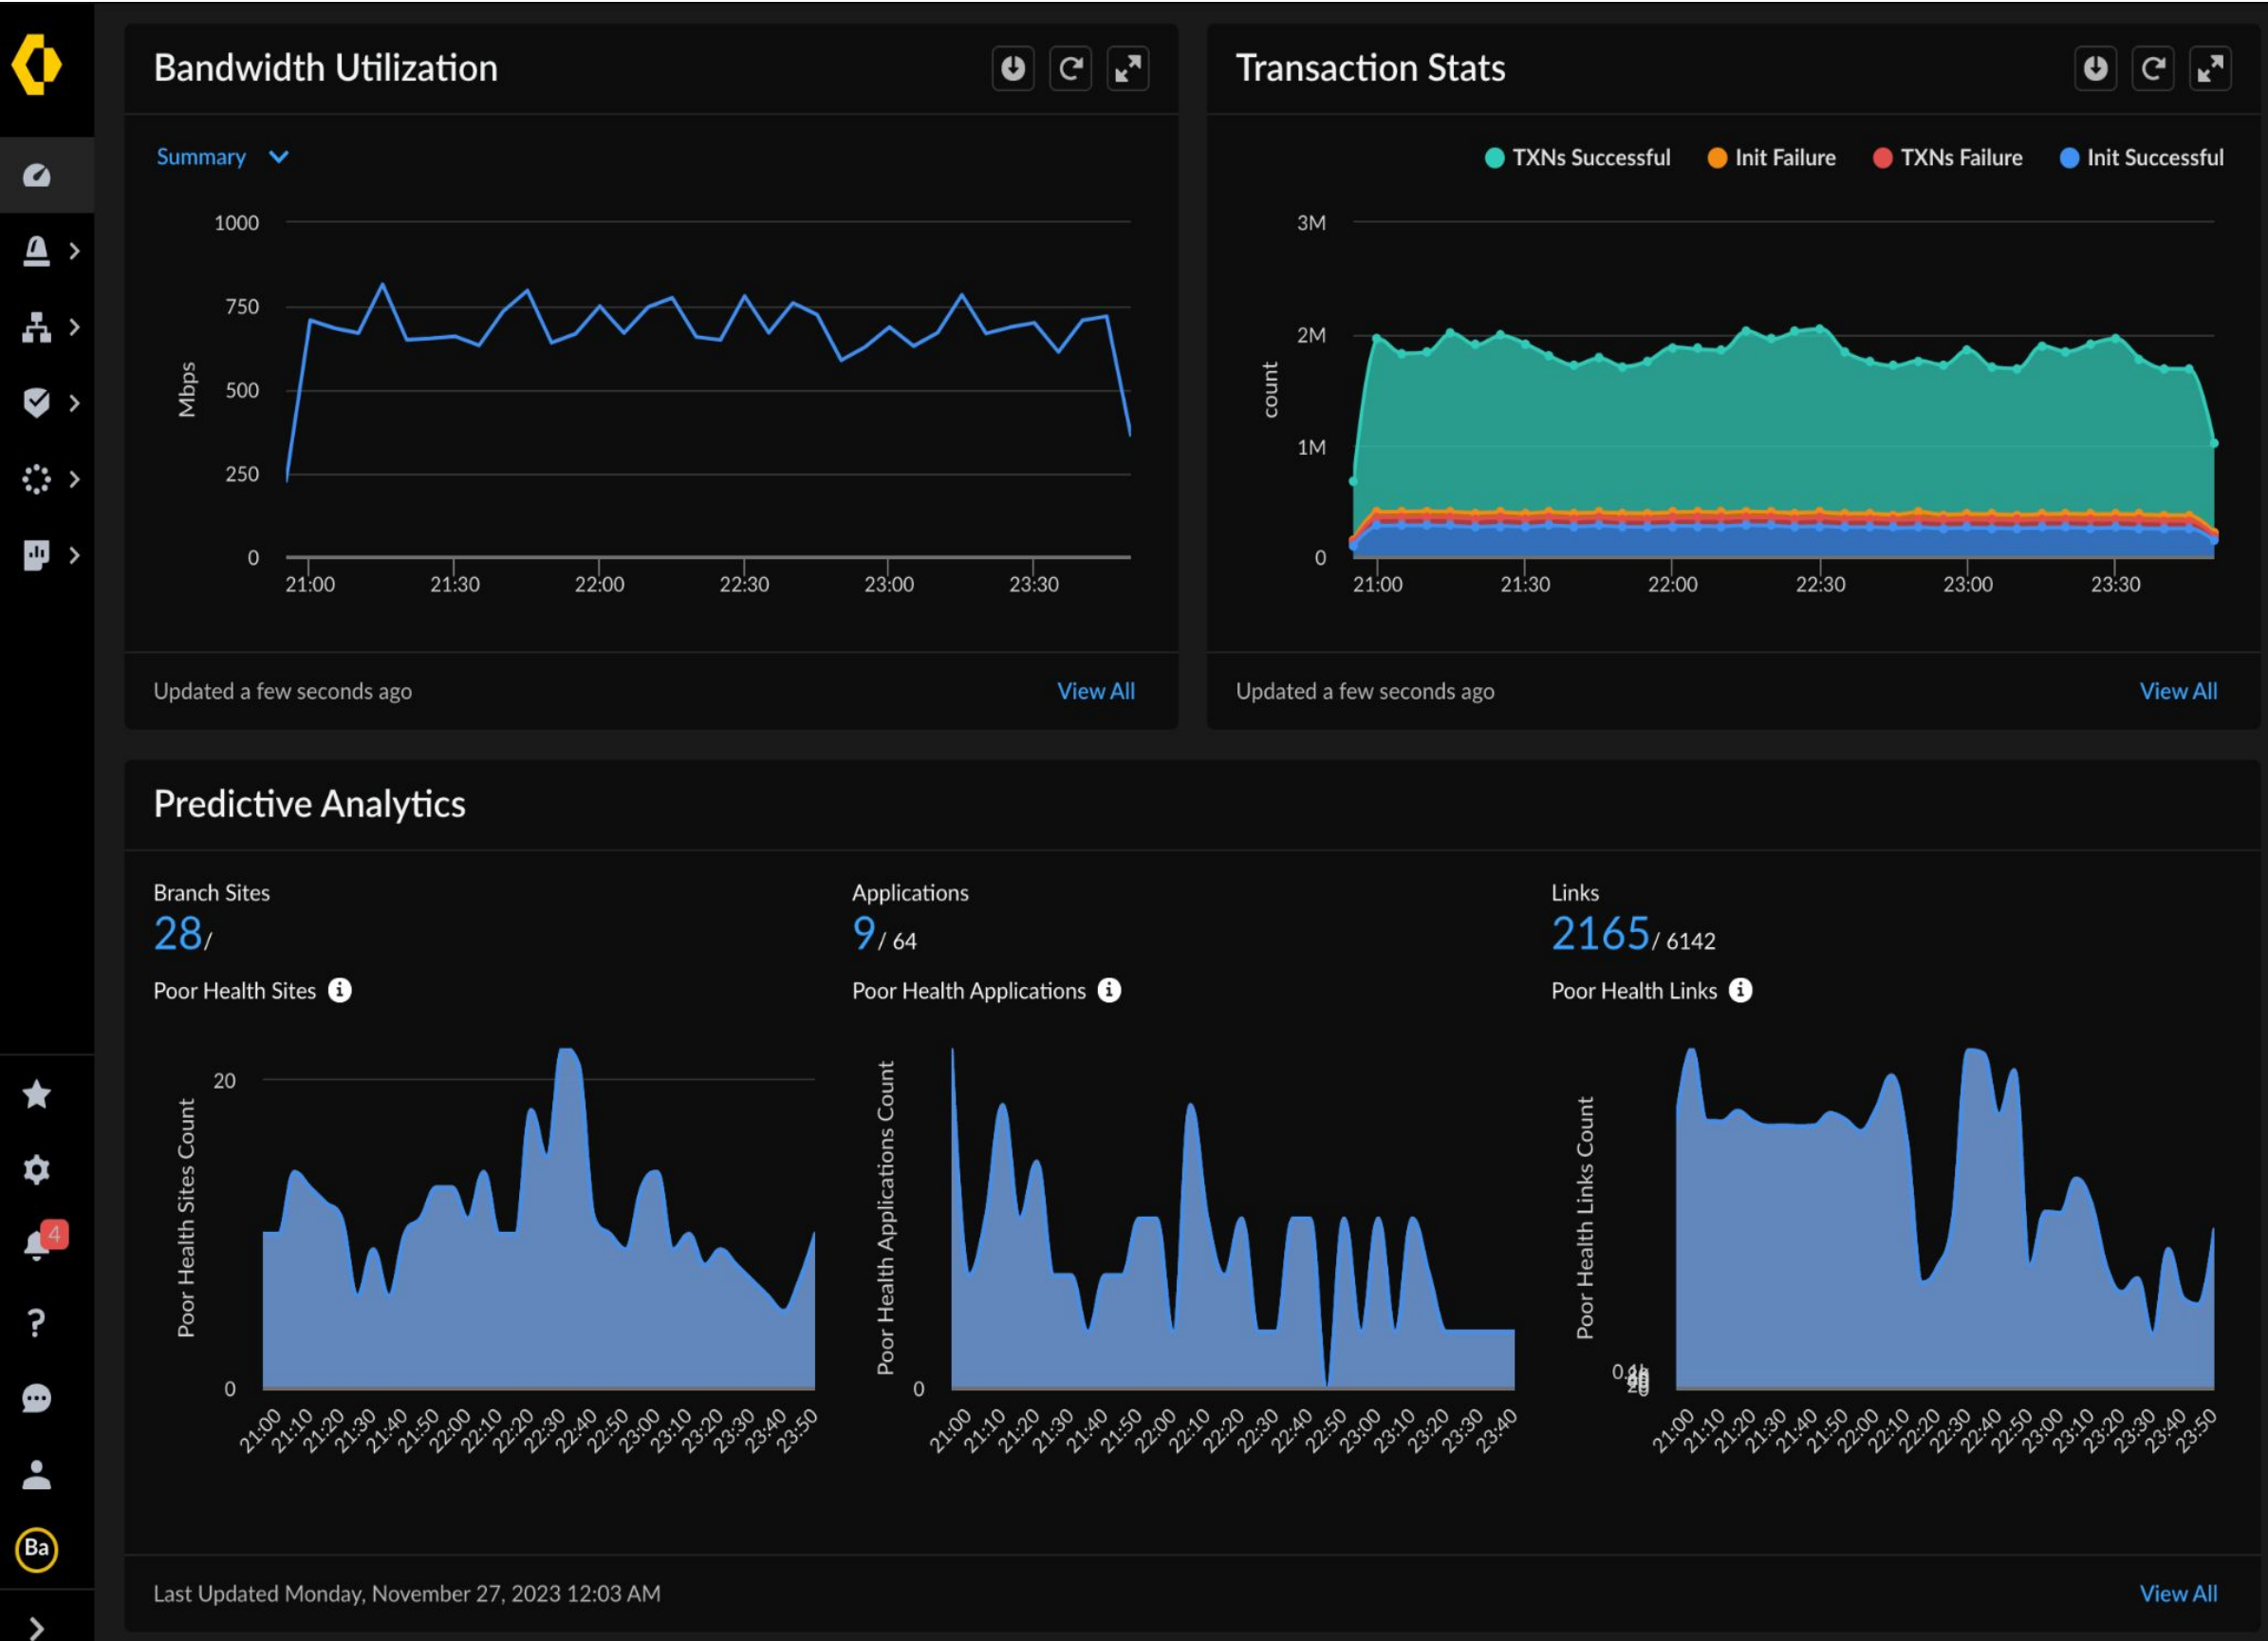 Bandwidth Utilization
Summary
1000
750
500
250
0
Mbps
21:00 21:30 22:00 22:30 23:00 23:30
Updated a few seconds ago View All
Transaction Stats
TXNs Successful Init Failure TXNs Failure Init Successful
3M
2M
1M
0
count
21:00 21:30 22:00 22:30 23:00 23:30
Updated a few seconds ago View All
Predictive Analytics
Branch Sites
28/
Poor Health Sites i
Poor Health Sites Count
20
0
21:00 21:10 21:20 21:30 21:40 21:50 22:00 22:10 22:20 22:30 22:40 22:50 23:00 23:10 23:20 23:30 23:40 23:50
Applications
9/ 64
Poor Health Applications i
Poor Health Applications Count
0
21:00 21:10 21:20 21:30 21:40 21:50 22:00 22:10 22:20 22:30 22:40 22:50 23:00 23:10 23:20 23:30 23:40
Links
2165/ 6142
Poor Health Links i
Poor Health Links Count
21:00 21:10 21:20 21:30 21:40 21:50 22:00 22:10 22:20 22:30 22:40 22:50 23:00 23:10 23:20 23:30 23:40 23:50
Last Updated Monday, November 27, 2023 12:03 AM View All
4
?
Ba